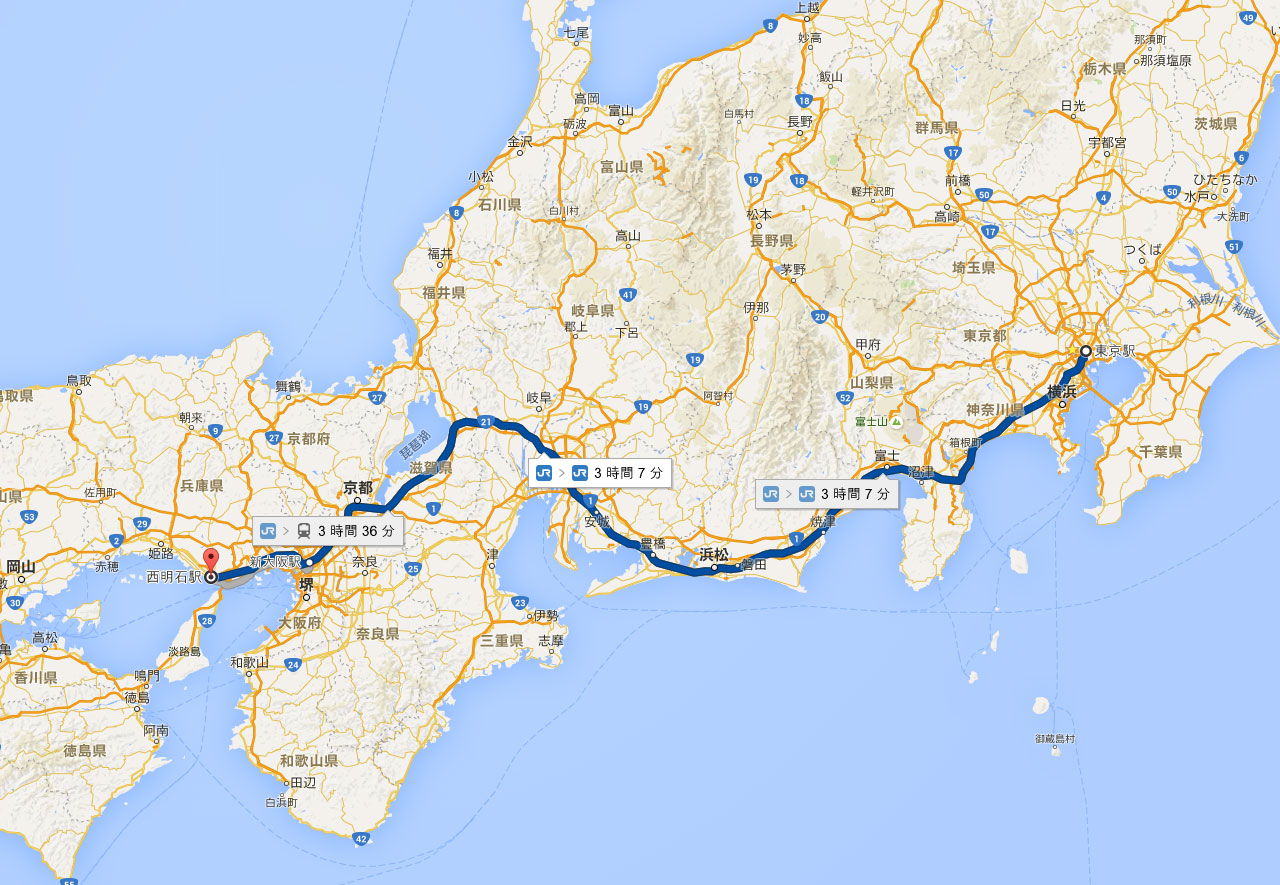 七尾
上越
8
49
妙高
那須町
那須塩原
栃木県
飯山
高岡
富山
砺波
18
長野
白馬村
日光
茨城県
群馬県
金沢
富山県
17
宇都宮
6
小松
19
18
前橋
50
ひたちなか
50
水戸
4
軽井沢町
石川県
8
白川村
松本
高崎
大洗町
高山
長野県
17
51
福井
つくば
茅野
埼玉県
福井県
41
岐阜県
伊那
20
利根川
利根川
郡上
下呂
東京都
甲府
東京駅
19
鳥取
舞鶴
山梨県
横浜
鳥取県
27
岐阜
19
阿智村
52
神奈川県
朝来
9
27
京都府
21
富士山
琵琶湖
箱根町
千葉県
滋賀県
富士
沼津
JR > JR 3 時間 7 分
兵庫県
京都
佐用町
JR > JR 3 時間 7 分
山県
53
29
1
1
安城
焼津
JR > 3 時間 36 分
2
姫路
豊橋
1
浜松
磐田
津
赤穂
新大阪駅
奈良
25
岡山
西明石駅
堺
30
28
大阪府
奈良県
23
伊勢
高松
三重県
志摩
淡路島
和歌山
24
香川県
鳴門
徳島
阿南
徳島県
御蔵島村
和歌山県
田辺
白浜町
42
55